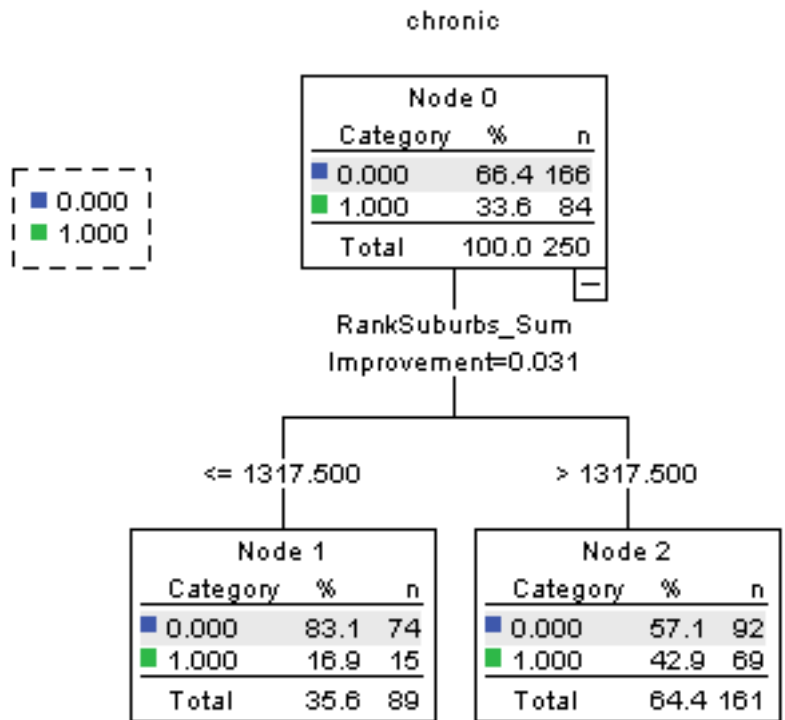 chronic
Node 0
Category % n
0.000 66.4 166
1.000 33.6 84
Total 100.0 250
0.000
1.000
RankSuburbs_Sum
Improvement=0.031
<= 1317.500
> 1317.500
Node 1
Category % n
0.000 83.1 74
1.000 16.9 15
Total 35.6 89
Node 2
Category % n
0.000 57.1 92
1.000 42.9 69
Total 64.4 161